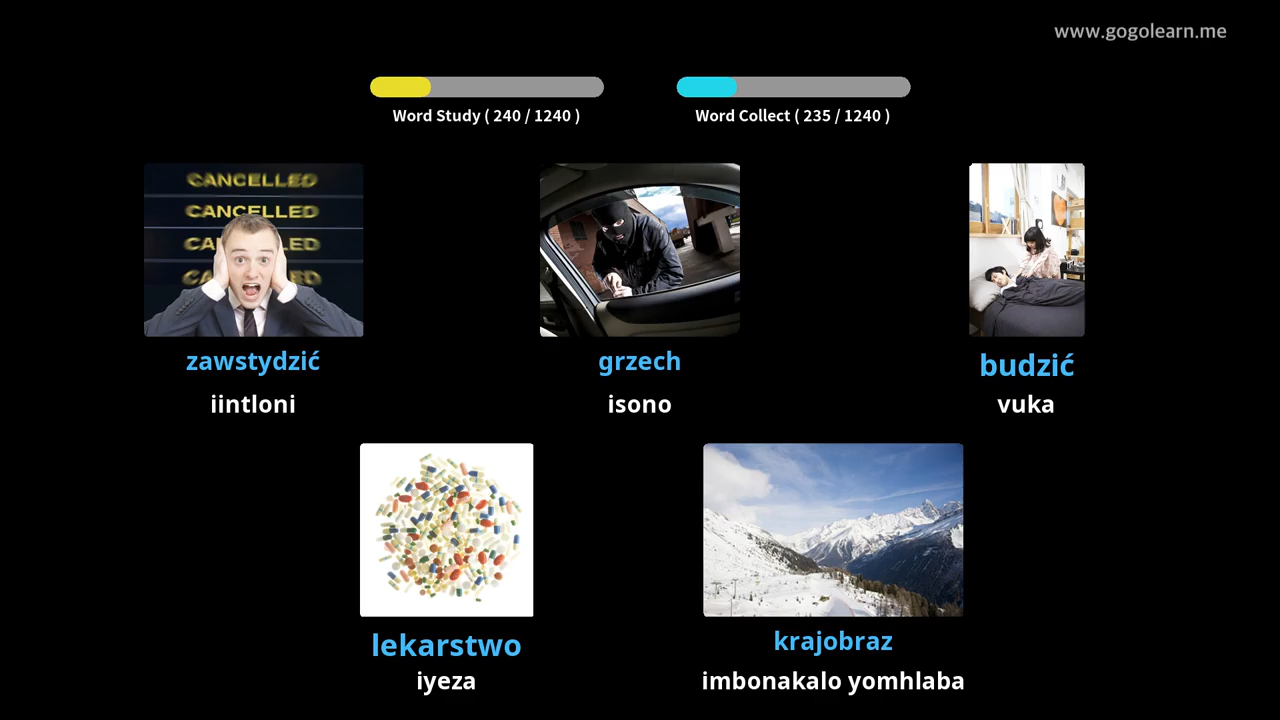 www.gogolearn.me
Word Study ( 240 / 1240 )
Word Collect ( 235 / 1240 )
CANCELLED
CANCELLED
zawstydzić
grzech
budzić
iintloni
isono
vuka
lekarstwo
krajobraz
iyeza
imbonakalo yomhlaba